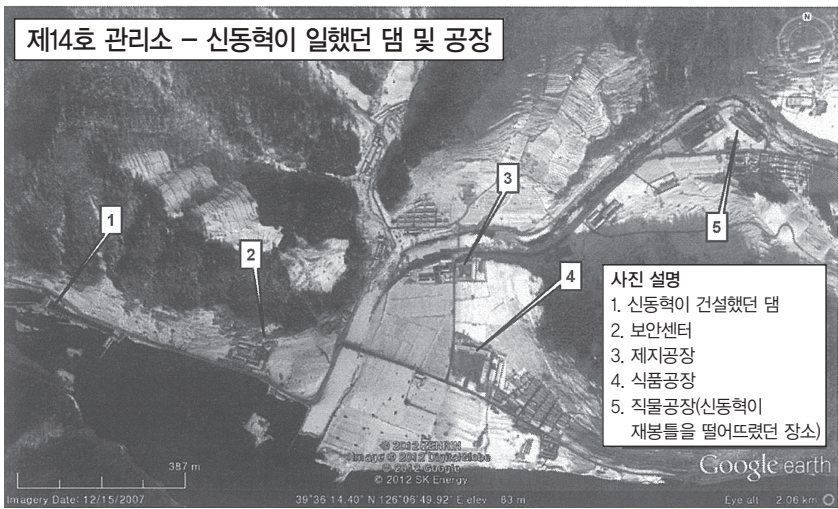 제14호 관리소 – 신동혁이 일했던 댐 및 공장
N
1
2
3
4
5
사진 설명
1. 신동혁이 건설했던 댐
2. 보안센터
3. 제지공장
4. 식품공장
5. 직물공장(신동혁이
재봉틀을 떨어뜨렸던 장소)
© 2012 ZENRIN
Image © 2012 DigitalGlobe
© 2012 Google
© 2012 SK Energy
Google earth
387 m
Imagery Date: 12/15/2007
39°36'14.40" N 126°06'49.92" E elev 63 m
Eye alt 2.06 km